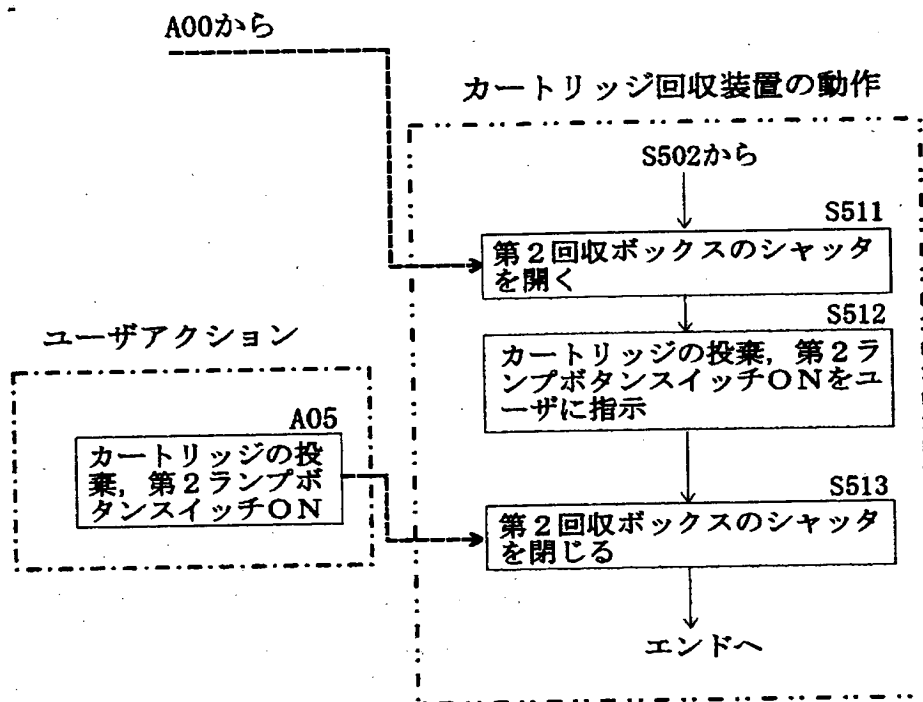 A00から
カートリッジ回収装置の動作
S502から
S511
第2回収ボックスのシャッタ
を開く
S512
カートリッジの投棄，第2ラ
ンプボタンスイッチONをユ
ーザに指示
ユーザアクション
A05
カートリッジの投
棄，第2ランプボ
タンスイッチON
S513
第2回収ボックスのシャッタ
を閉じる
エンドへ